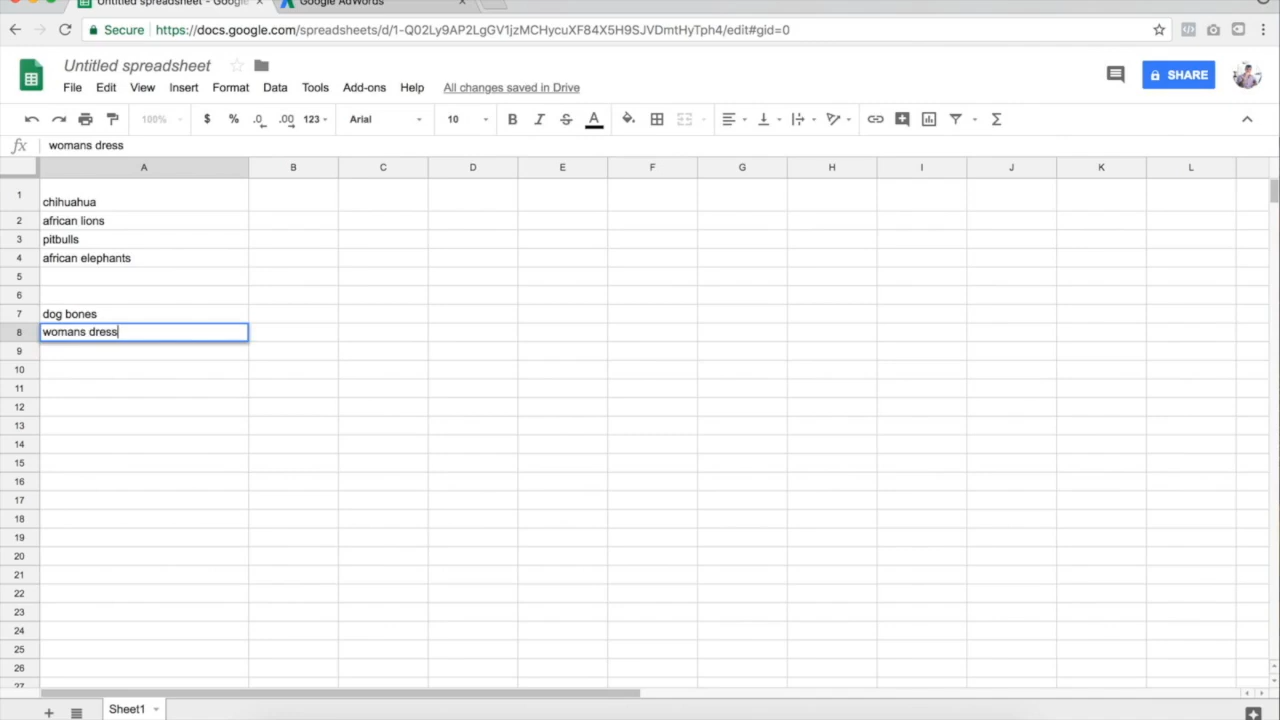 Untitled spreadsheet - Google
Google AdWords
Secure https://docs.google.com/spreadsheets/d/1-Q02Ly9AP2LgGV1jzMCHycuXF84X5H9SJVDmtHyTph4/edit#gid=0
Untitled spreadsheet
SHARE
File Edit View Insert Format Data Tools Add-ons Help All changes saved in Drive
100% $ % .0 .00 123 Arial 10 B I S A Σ
fx womans dress
A B C D E F G H I J K L
1 chihuahua
2 african lions
3 pitbulls
4 african elephants
5
6
7 dog bones
8 womans dress
9
10
11
12
13
14
15
16
17
18
19
20
21
22
23
24
25
26
27
Sheet1